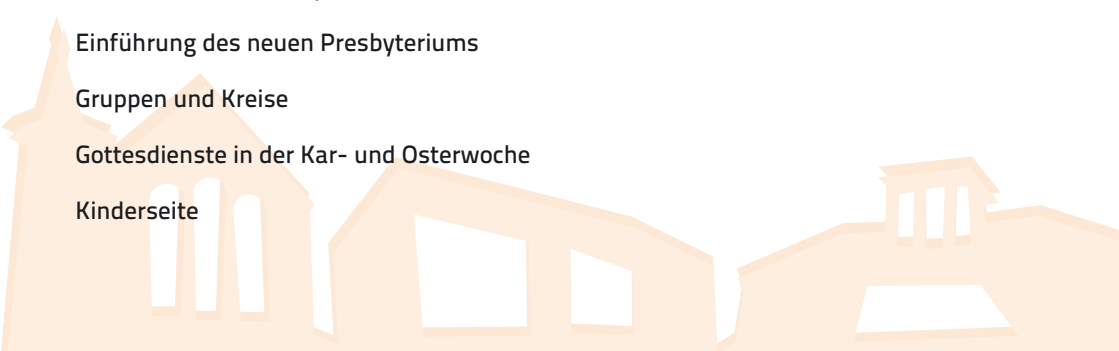 Einführung des neuen Presbyteriums
Gruppen und Kreise
Gottesdienste in der Kar- und Osterwoche
Kinderseite